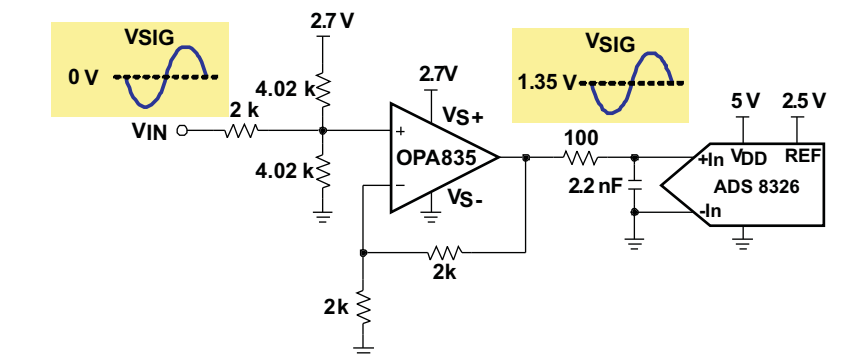 2.7 V
VSIG
0 V
4.02 k
2 k
VIN
4.02 k
2.7V
VS+
+
OPA835
−
VS-
2k
2k
VSIG
1.35 V
100
2.2 nF
5 V
2.5 V
+In
VDD
REF
ADS 8326
-In